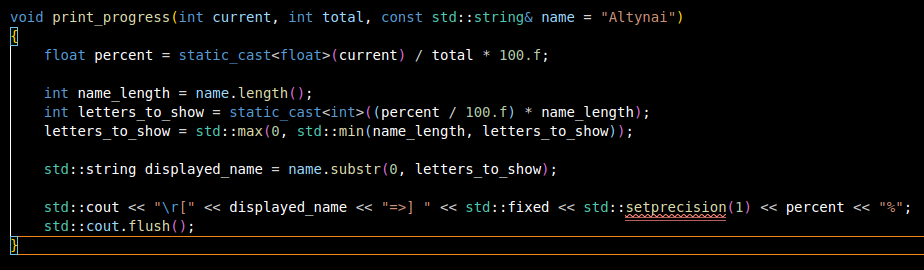 void print_progress(int current, int total, const std::string& name = "Altynai")
{
    float percent = static_cast<float>(current) / total * 100.f;
    int name_length = name.length();
    int letters_to_show = static_cast<int>((percent / 100.f) * name_length);
    letters_to_show = std::max(0, std::min(name_length, letters_to_show));
    std::string displayed_name = name.substr(0, letters_to_show);
    std::cout << "\r[" << displayed_name << "=>] " << std::fixed << std::setprecision(1) << percent << "%";
    std::cout.flush();
}